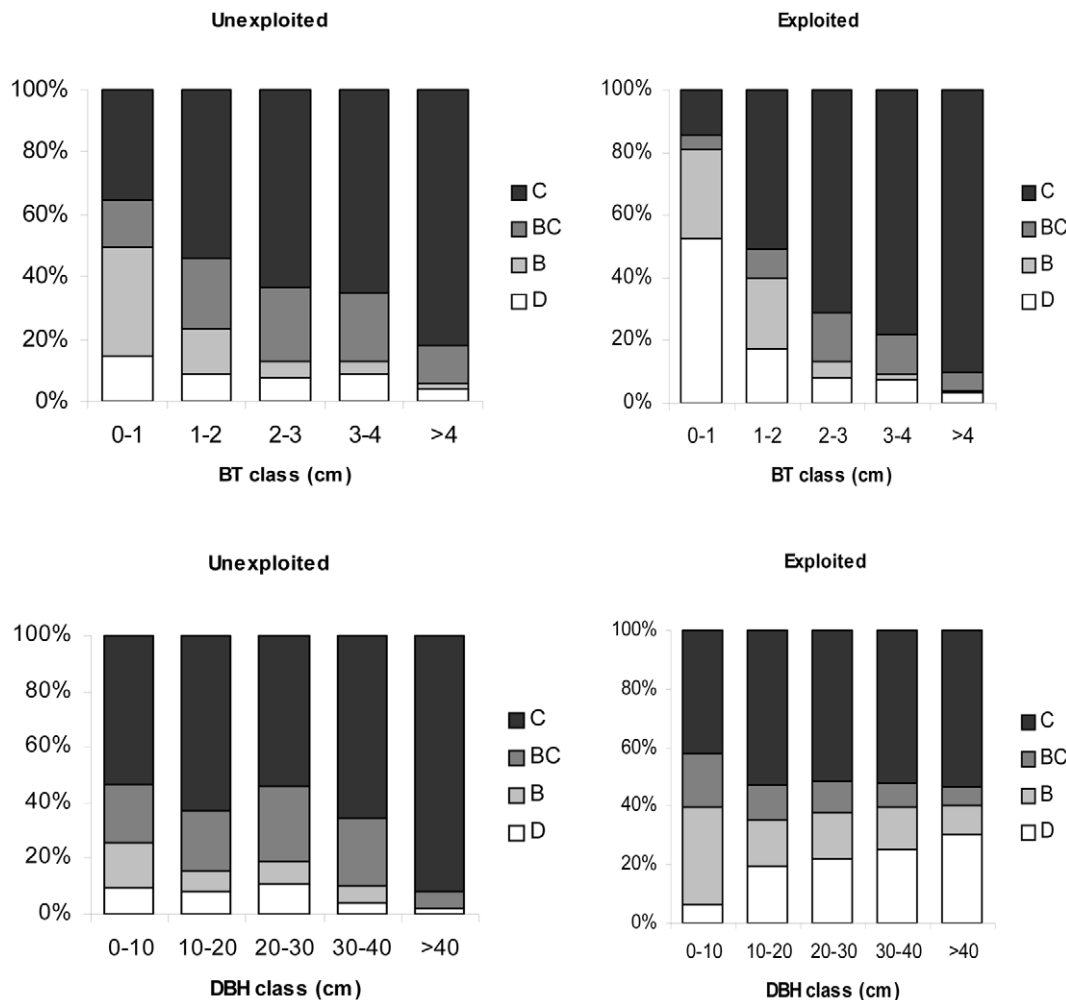 Unexploited
100%
80%
60%
40%
20%
0%
0-1 1-2 2-3 3-4 >4
BT class (cm)
C
BC
B
D
Exploited
100%
80%
60%
40%
20%
0%
0-1 1-2 2-3 3-4 >4
BT class (cm)
C
BC
B
D
Unexploited
100%
80%
60%
40%
20%
0%
0-10 10-20 20-30 30-40 >40
DBH class (cm)
C
BC
B
D
Exploited
100%
80%
60%
40%
20%
0%
0-10 10-20 20-30 30-40 >40
DBH class (cm)
C
BC
B
D